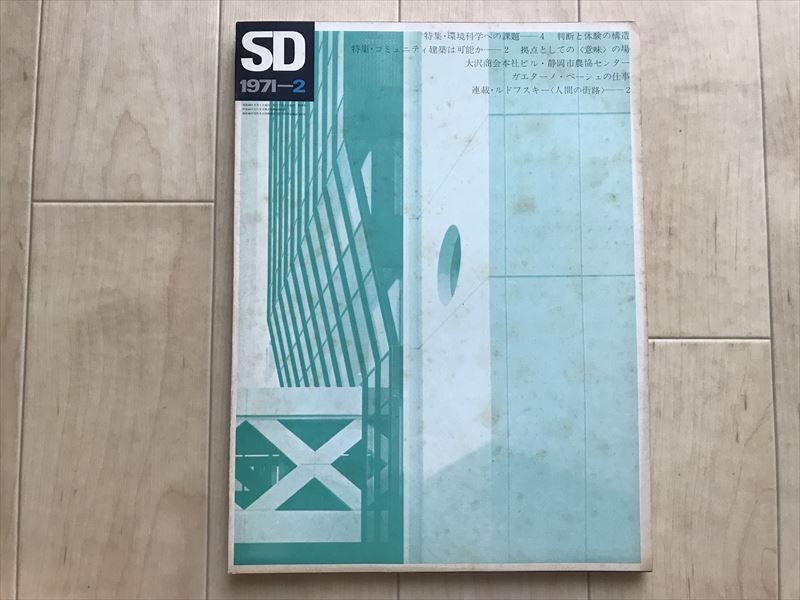 SD
1971—2
特集・環境科学への課題——4　判断と体験の構造
特集・コミュニティ建築は可能か——2　拠点としての〈意味〉の場
大沢商会本社ビル・静岡市農協センター
ガエターノ・ペーシェの仕事
連載・ルドフスキー〈人間の街路〉——2